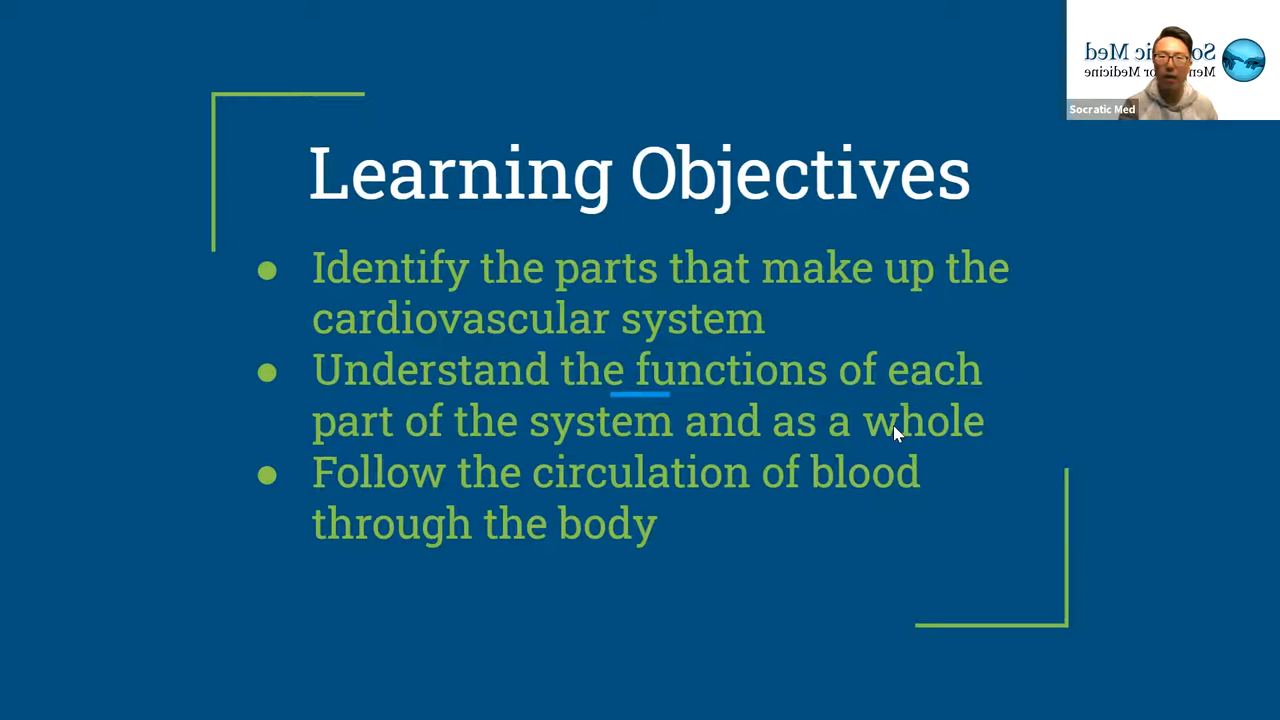 Learning Objectives
● Identify the parts that make up the
cardiovascular system
● Understand the functions of each
part of the system and as a whole
● Follow the circulation of blood
through the body
Socratic Med